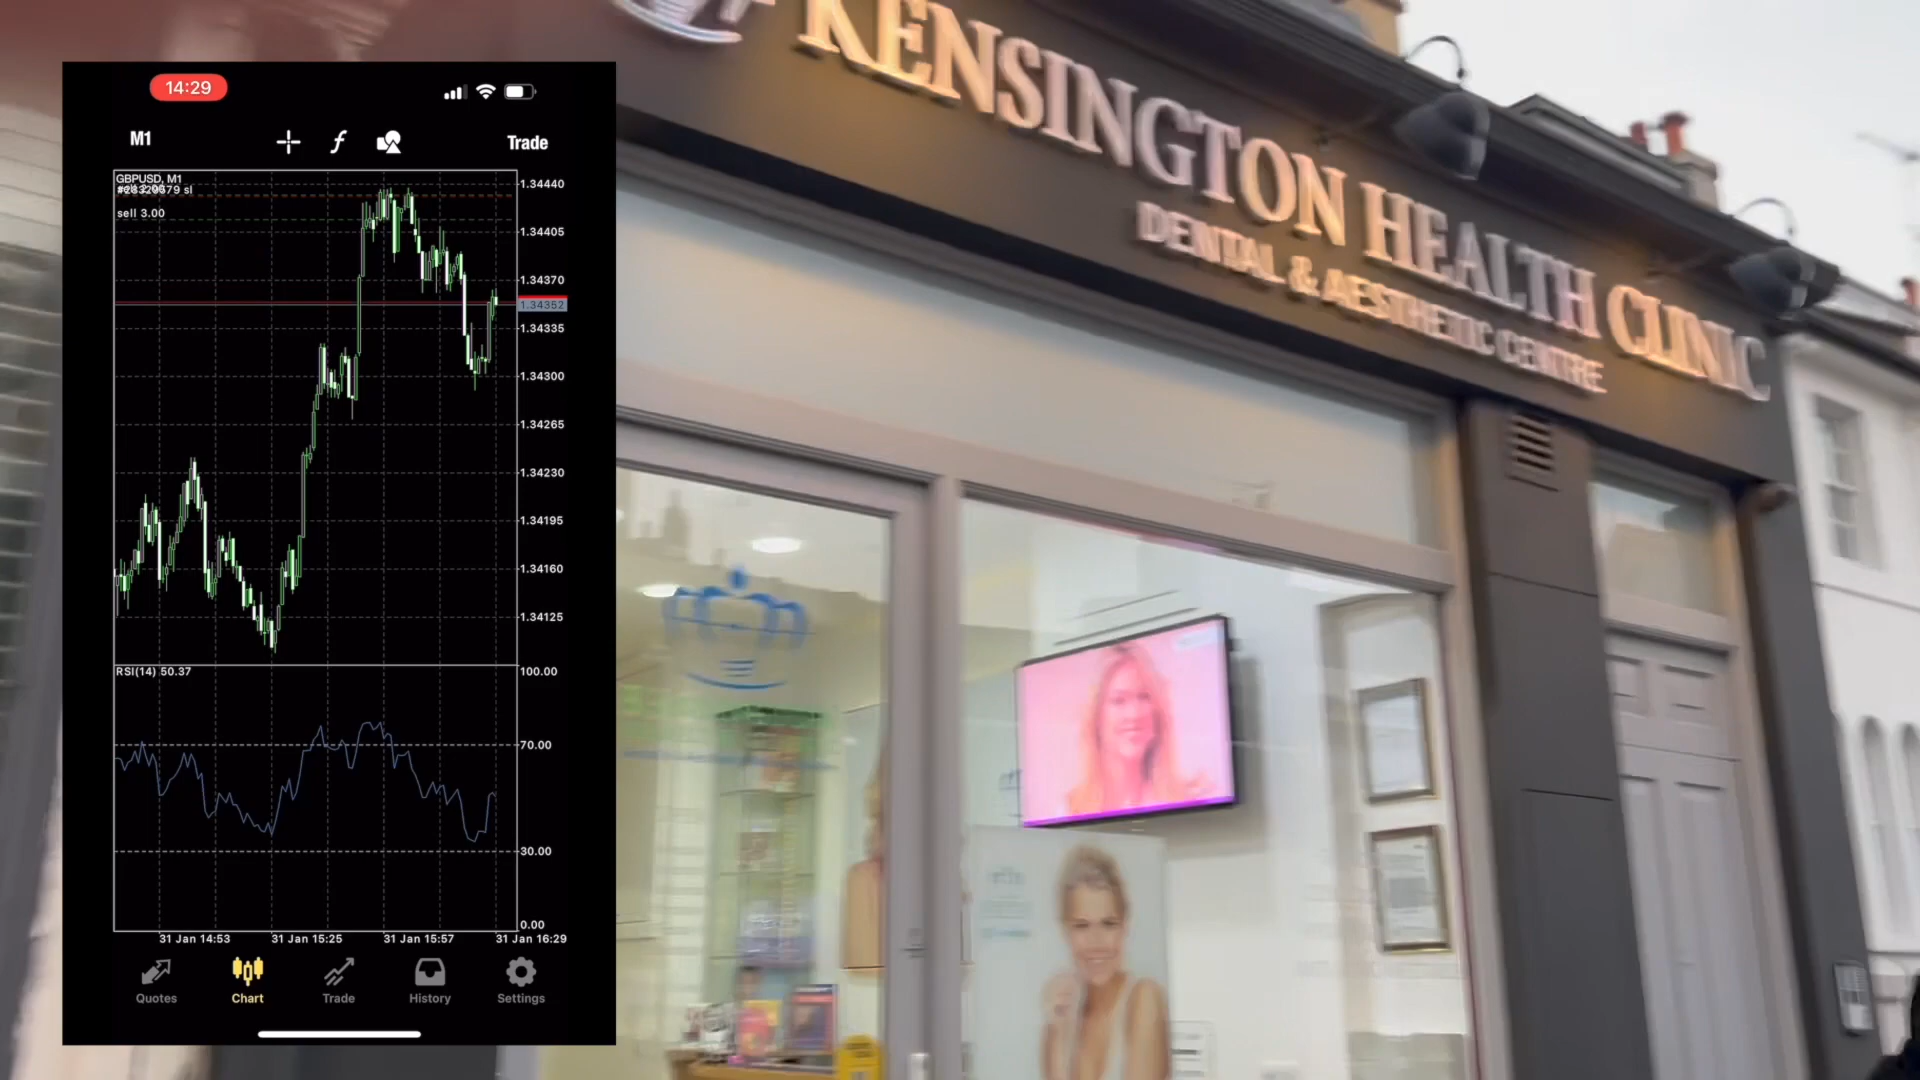 14:29
M1
Trade
GBPUSD, M1
sell 3.00
1.34440
1.34405
1.34370
1.34352
1.34335
1.34300
1.34265
1.34230
1.34195
1.34160
1.34125
RSI(14) 50.37
100.00
70.00
30.00
0.00
31 Jan 14:53
31 Jan 15:25
31 Jan 15:57
31 Jan 16:29
Quotes
Chart
Trade
History
Settings
KENSINGTON HEALTH CLINIC
DENTAL & AESTHETIC CENTRE